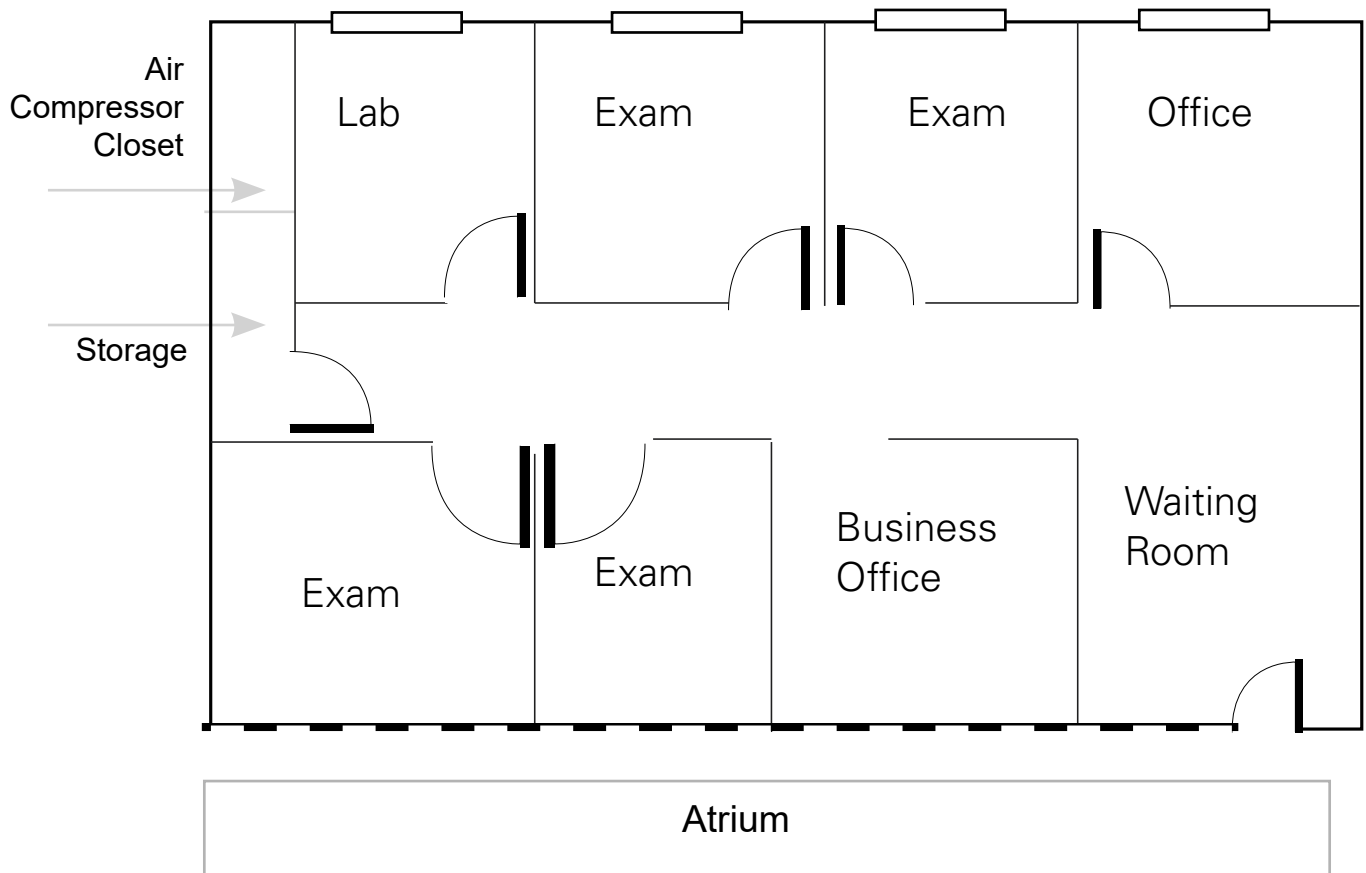 Air
Compressor
Closet
Lab
Exam
Exam
Office
Storage
Exam
Exam
Business
Office
Waiting
Room
Atrium